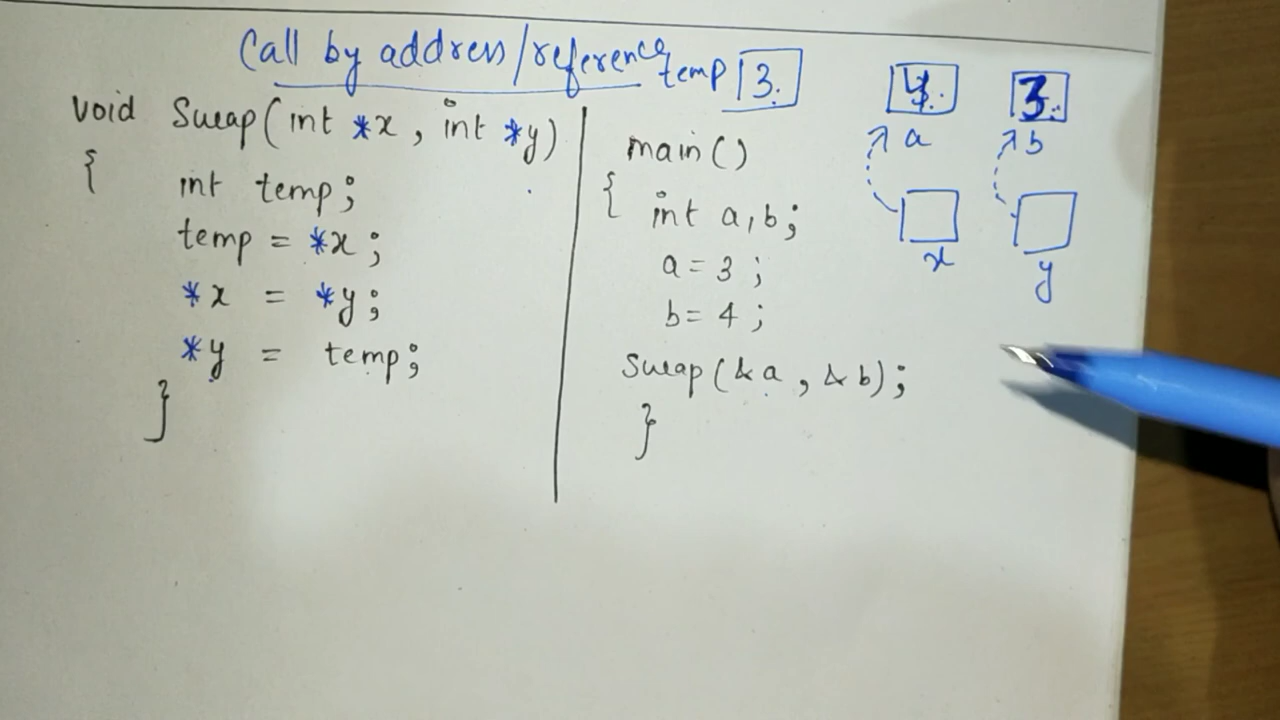 Call by address/reference
void Swap(int *x, int *y)
{
int temp;
temp = *x;
*x = *y;
*y = temp;
}
main()
{
int a,b;
a=3;
b=4;
Swap(&a, &b);
}
temp 3.
4. 3.
a b
x y